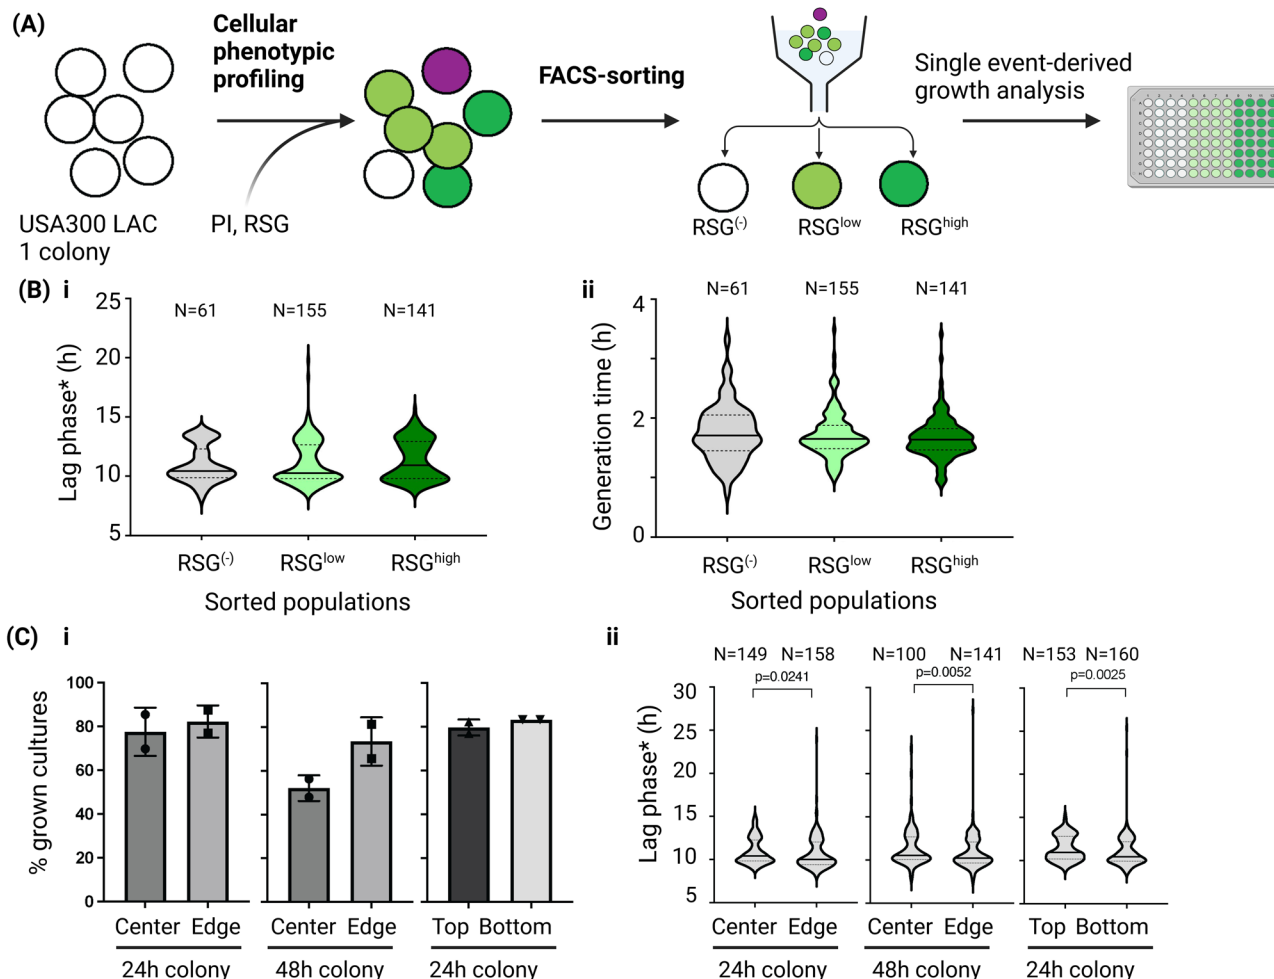 (A)
Cellular
phenotypic
profiling
FACS-sorting
Single event-derived
growth analysis
USA300 LAC
1 colony
PI, RSG
RSG(-)
RSGlow
RSGhigh
(B) i
N=61 N=155 N=141
Lag phase* (h)
25
20
15
10
5
RSG(-) RSGlow RSGhigh
Sorted populations
ii
N=61 N=155 N=141
Generation time (h)
4
2
0
RSG(-) RSGlow RSGhigh
Sorted populations
(C) i
% grown cultures
100
80
60
40
20
0
Center Edge Center Edge Top Bottom
24h colony 48h colony 24h colony
ii
N=149 N=158 N=100 N=141 N=153 N=160
p=0.0241 p=0.0052 p=0.0025
Lag phase* (h)
30
25
20
15
10
5
Center Edge Center Edge Top Bottom
24h colony 48h colony 24h colony